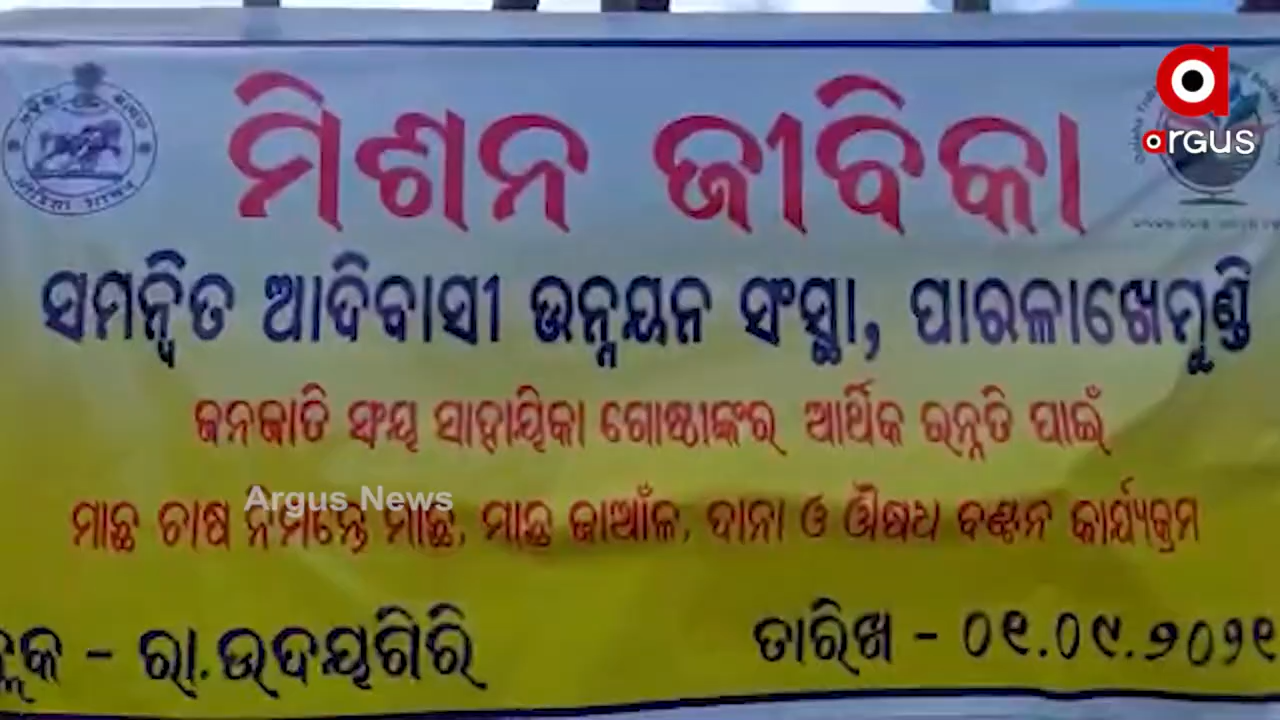 argus
ମିଶନ ଜୀବିକା
ସମନ୍ୱିତ ଆଦିବାସୀ ଉନ୍ନୟନ ସଂସ୍ଥା, ପାରଳାଖେମୁଣ୍ଡି
ଜନଜାତି ସଂୟ ସାହାୟିକା ଗୋଷ୍ଠୀଙ୍କର ଆର୍ଥିକ ଉନ୍ନତି ପାଇଁ
Argus News
ମାଛ ଚାଷ ନିମନ୍ତେ ମାଛ, ମାଛ ଜାଆଁଳ, ଦାନା ଓ ଔଷଧ ବଣ୍ଟନ କାର୍ଯ୍ୟକ୍ରମ
ବ୍ଲକ - ରା.ଉଦୟଗିରି ତାରିଖ - ୦୧.୦୯.୨୦୨୧